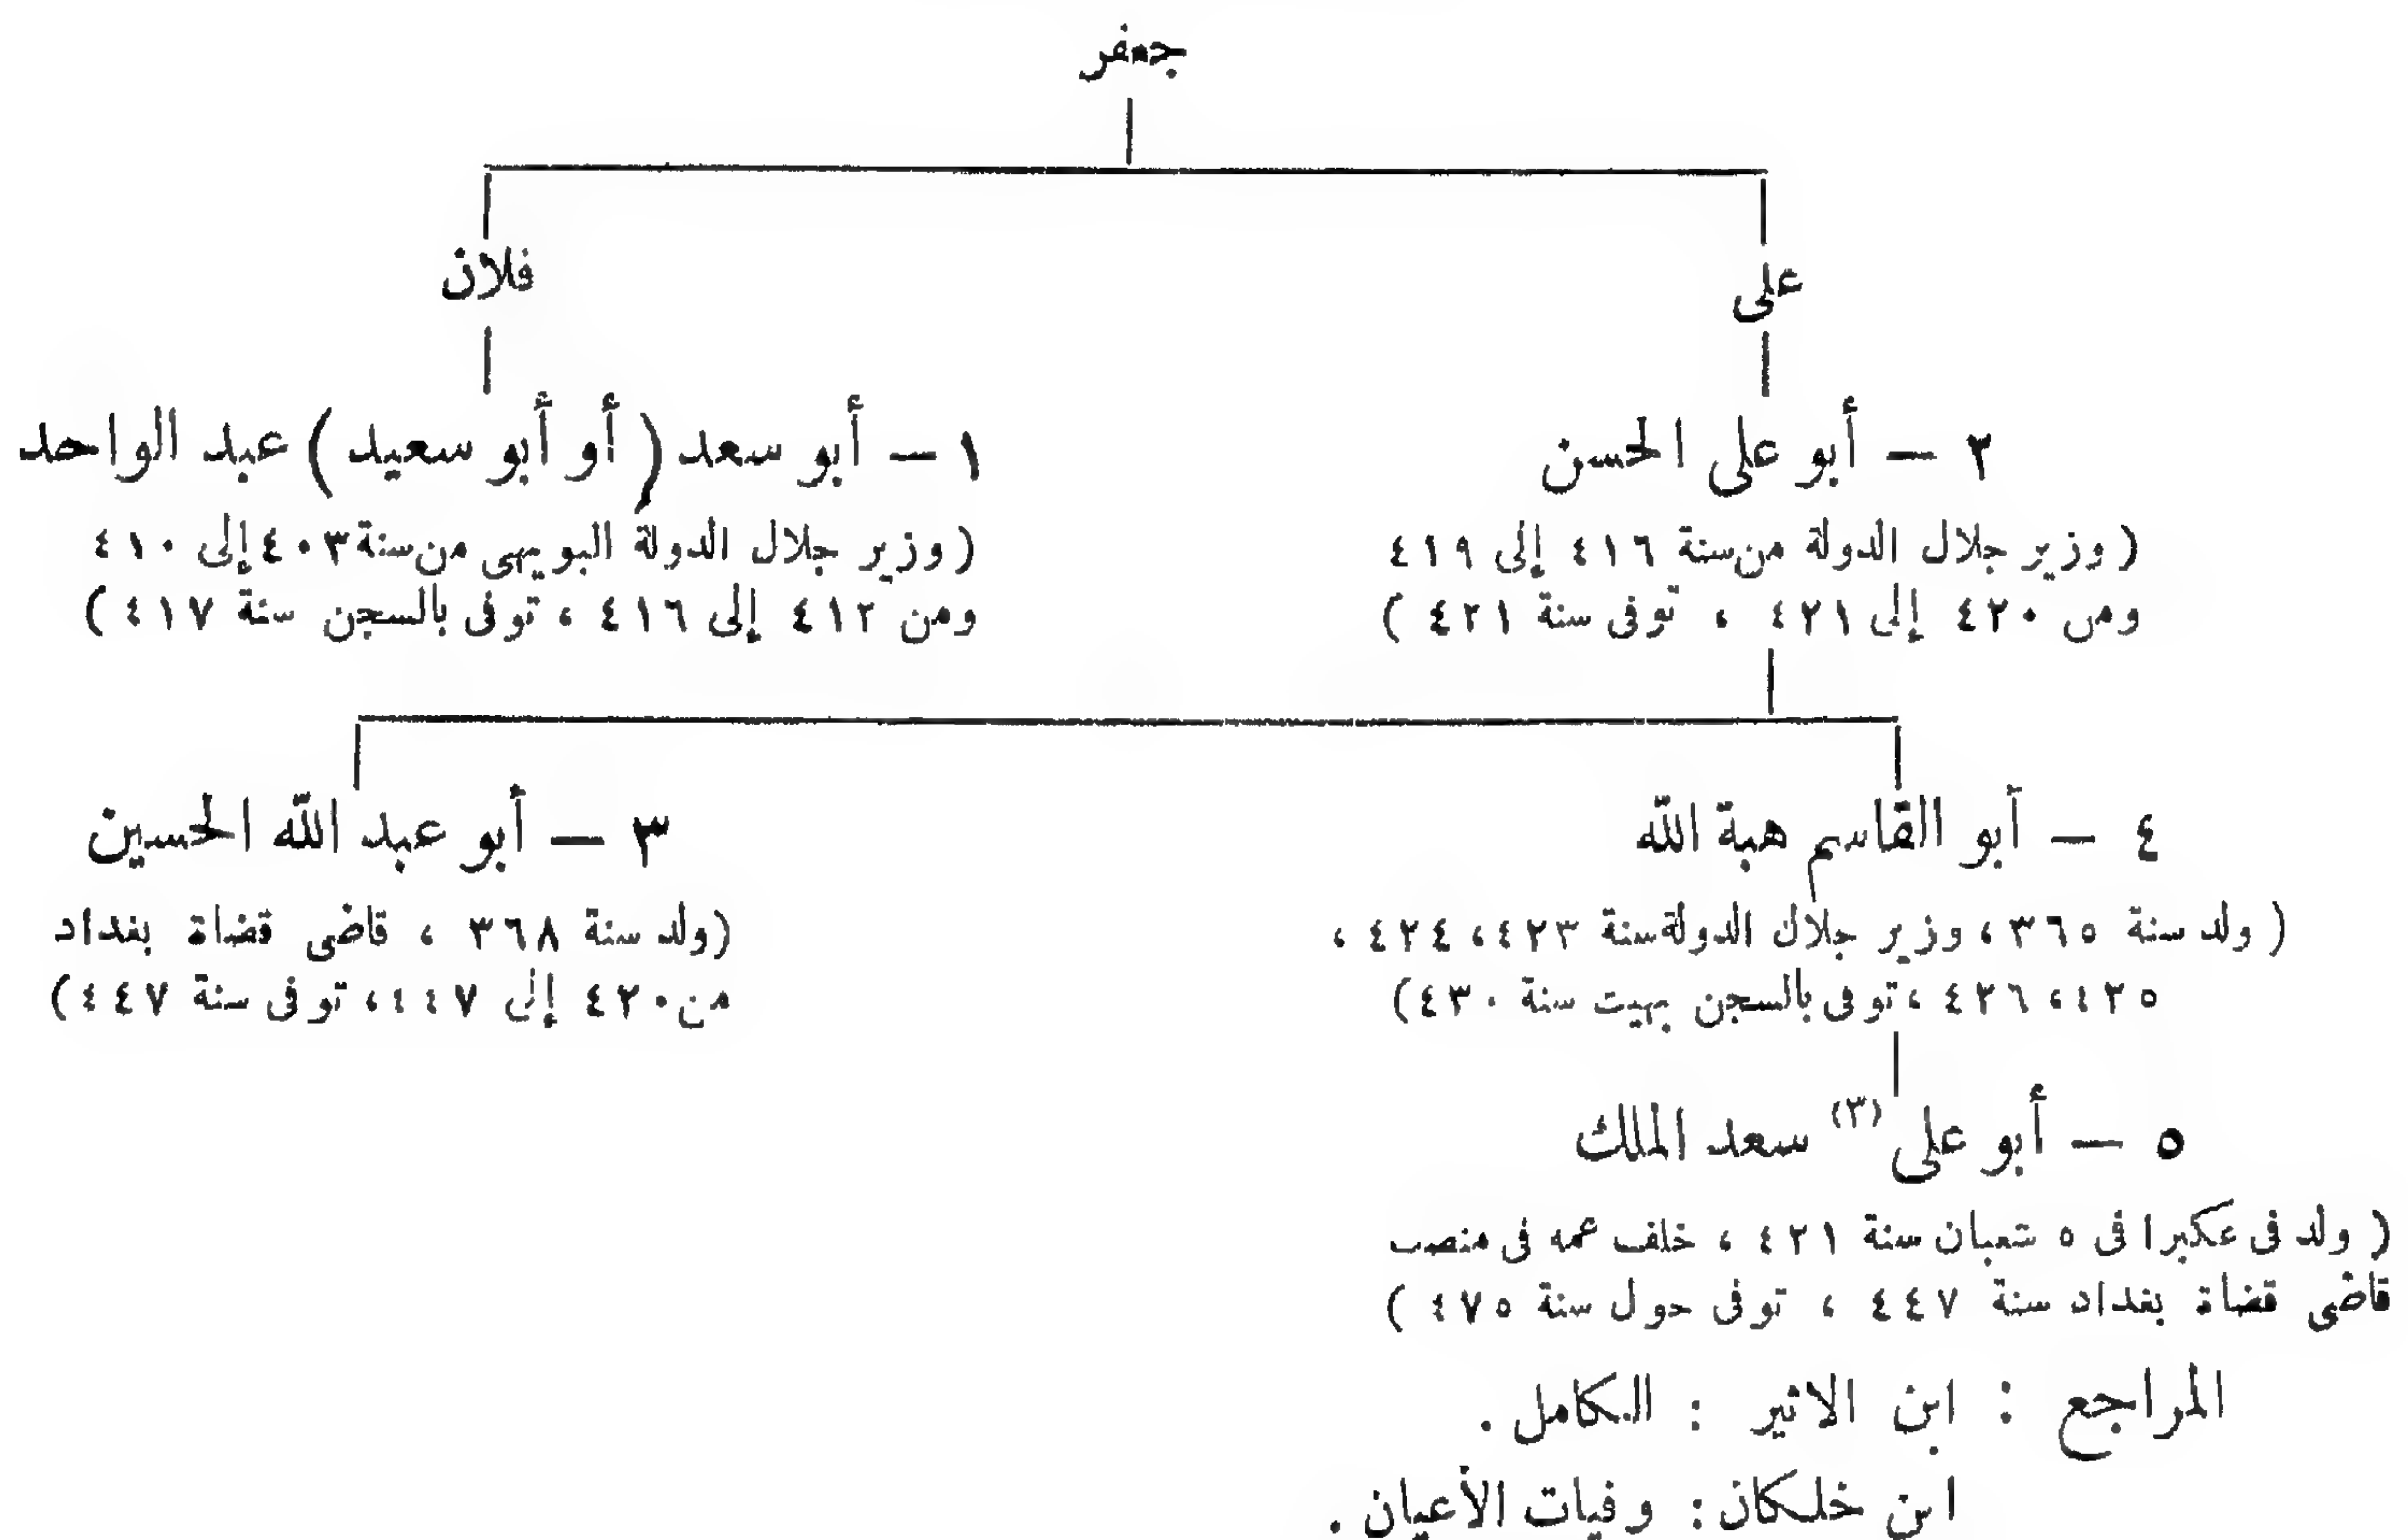 جعفر
على
فلان
٢ — أبو على الحسن
( وزير جلال الدولة من سنة ٤١٦ إلى ٤١٩
ومن ٤٢٠ إلى ٤٢١ ، توفى سنة ٤٢١ )
١ — أبو سعد ( أو أبو سعيد ) عبد الواحد
( وزير جلال الدولة البويهى من سنة ٤٠٣ إلى ٤١٠
ومن ٤١٢ إلى ٤١٦ ، توفى بالسجن سنة ٤١٧ )
٤ — أبو القاسم هبة الله
( ولد سنة ٣٦٥ ، وزير جلال الدولة سنة ٤٢٣ ، ٤٢٤ ،
٤٢٥ ، ٤٢٦ ، توفى بالسجن بهيت سنة ٤٣٠ )
٣ — أبو عبد الله الحسين
( ولد سنة ٣٦٨ ، قاضى قضاة بغداد
من ٤٢٠ إلى ٤٤٧ ، توفى سنة ٤٤٧ )
٥ — أبو على (٣) سعد الملك
( ولد فى عكبرا فى ٥ شعبان سنة ٤٢١ ، خلف عمه فى منصب
قاضى قضاة بغداد سنة ٤٤٧ ، توفى حول سنة ٤٧٥ )
المراجع : ابن الاثير : الكامل .
ابن خلكان : وفيات الأعيان .